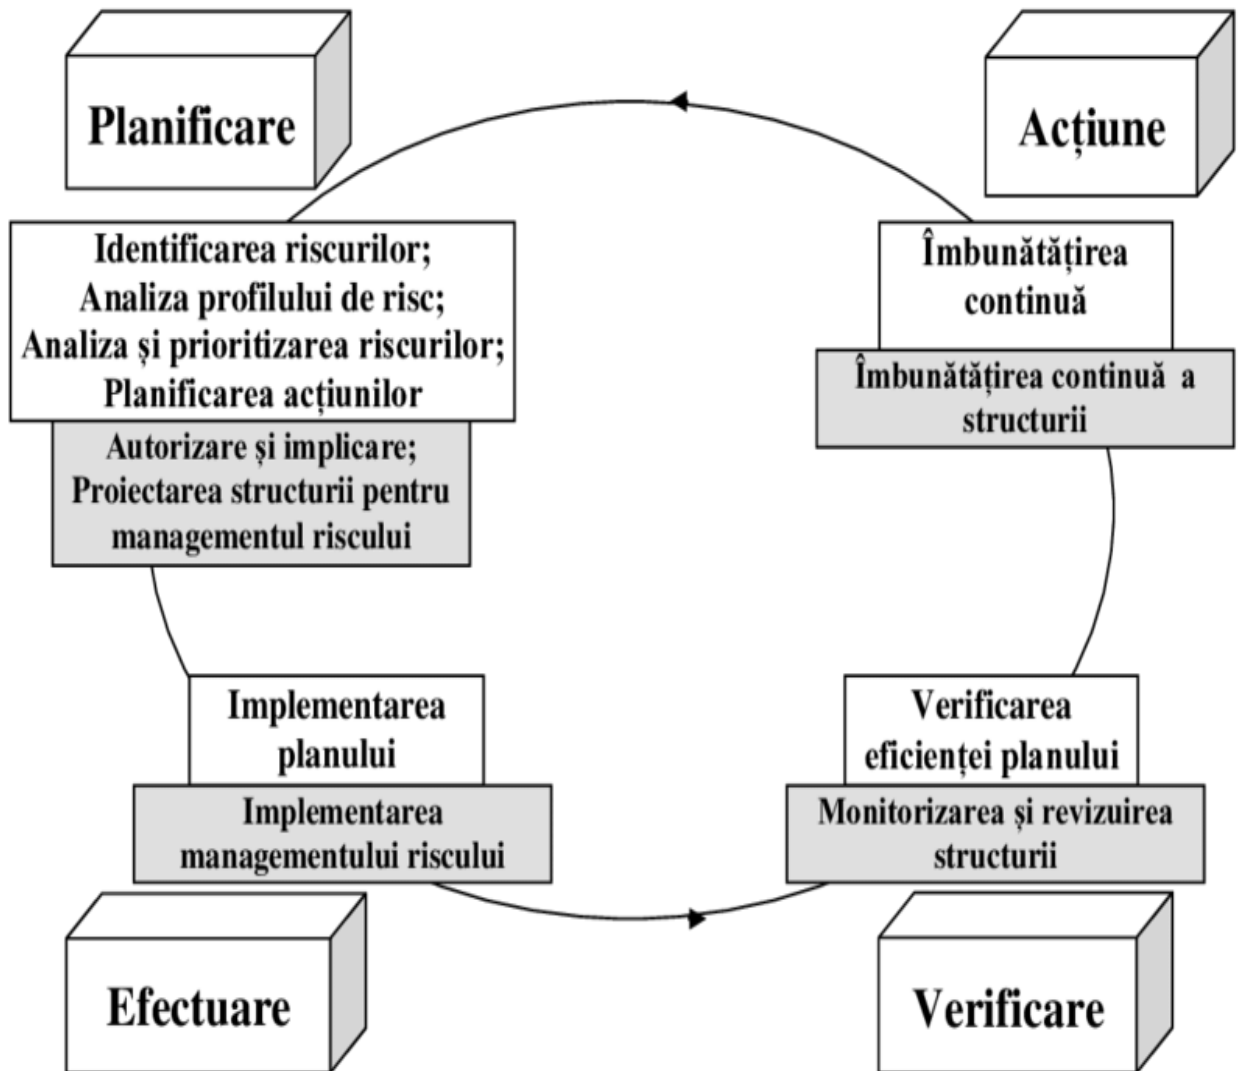 Planificare
Acțiune
Identificarea riscurilor;
Analiza profilului de risc;
Analiza și prioritizarea riscurilor;
Planificarea acțiunilor
Autorizare și implicare;
Proiectarea structurii pentru
managementul riscului
Îmbunătățirea
continuă
Îmbunătățirea continuă a
structurii
Implementarea
planului
Implementarea
managementului riscului
Verificarea
eficienței planului
Monitorizarea și revizuirea
structurii
Efectuare
Verificare